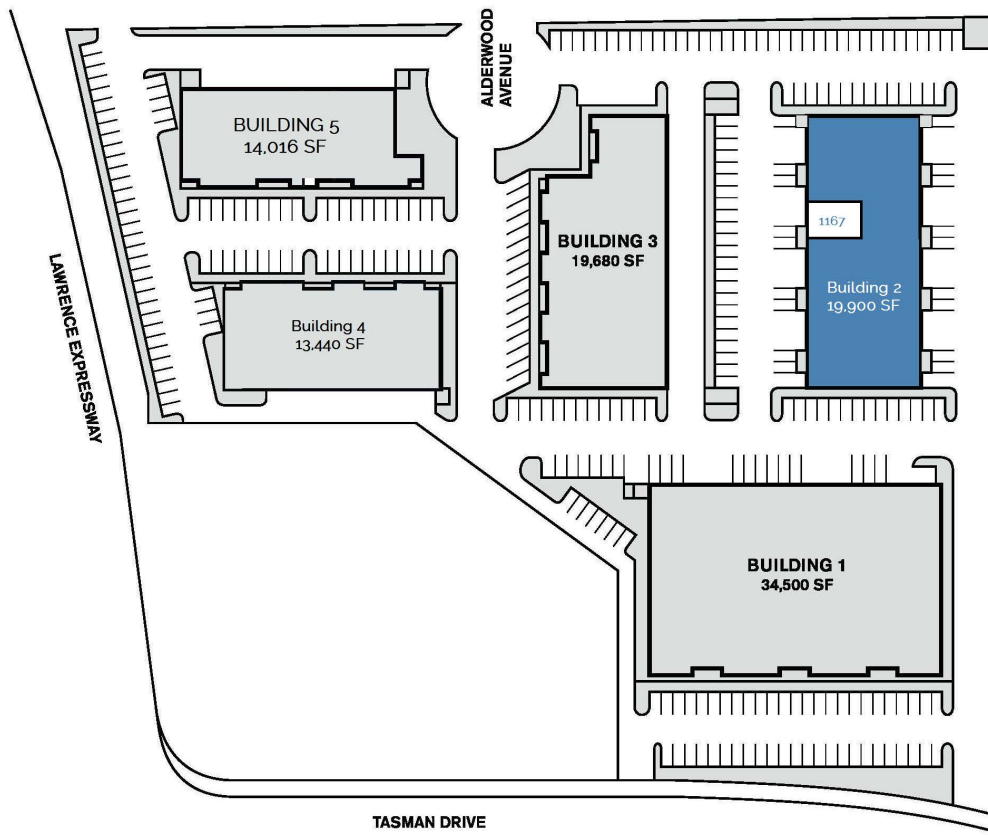 ALDERWOOD
AVENUE
BUILDING 5
14,016 SF
1167
BUILDING 3
19,680 SF
Building 2
19,900 SF
Building 4
13,440 SF
LAWRENCE EXPRESSWAY
BUILDING 1
34,500 SF
TASMAN DRIVE